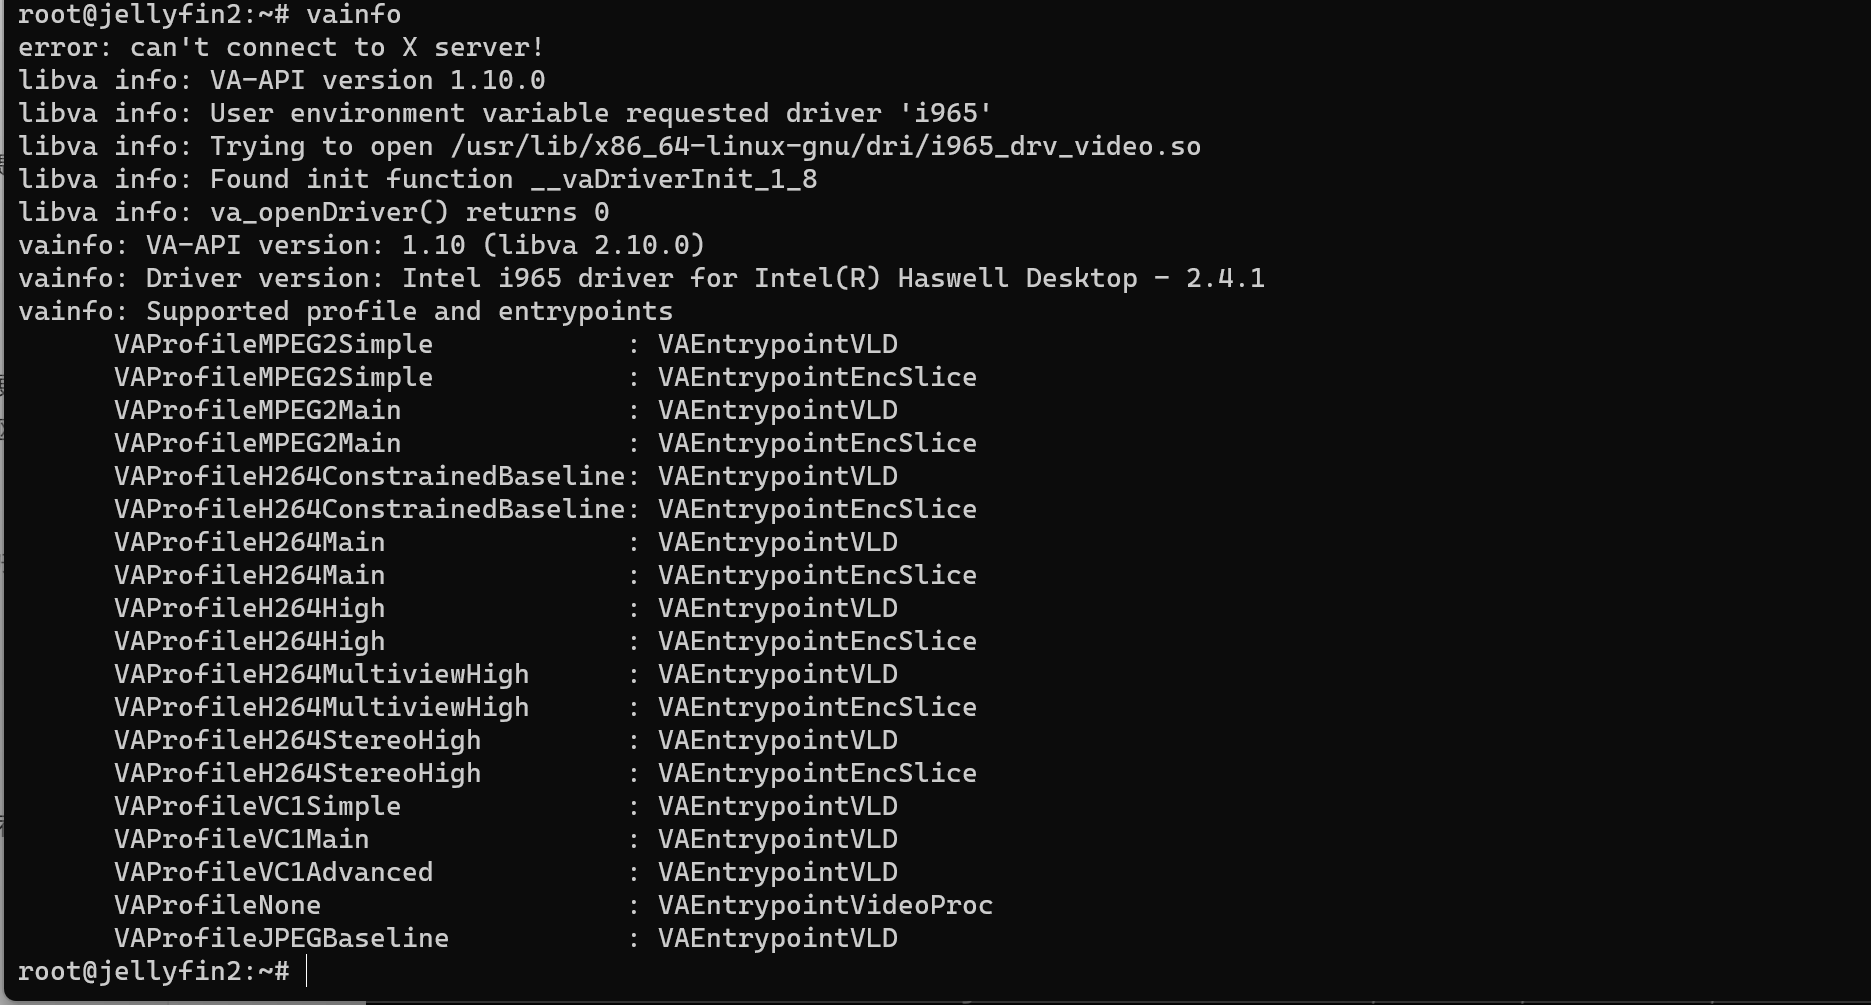 root@jellyfin2:~# vainfo
error: can't connect to X server!
libva info: VA-API version 1.10.0
libva info: User environment variable requested driver 'i965'
libva info: Trying to open /usr/lib/x86_64-linux-gnu/dri/i965_drv_video.so
libva info: Found init function __vaDriverInit_1_8
libva info: va_openDriver() returns 0
vainfo: VA-API version: 1.10 (libva 2.10.0)
vainfo: Driver version: Intel i965 driver for Intel(R) Haswell Desktop - 2.4.1
vainfo: Supported profile and entrypoints
      VAProfileMPEG2Simple            : VAEntrypointVLD
      VAProfileMPEG2Simple            : VAEntrypointEncSlice
      VAProfileMPEG2Main              : VAEntrypointVLD
      VAProfileMPEG2Main              : VAEntrypointEncSlice
      VAProfileH264ConstrainedBaseline: VAEntrypointVLD
      VAProfileH264ConstrainedBaseline: VAEntrypointEncSlice
      VAProfileH264Main               : VAEntrypointVLD
      VAProfileH264Main               : VAEntrypointEncSlice
      VAProfileH264High               : VAEntrypointVLD
      VAProfileH264High               : VAEntrypointEncSlice
      VAProfileH264MultiviewHigh      : VAEntrypointVLD
      VAProfileH264MultiviewHigh      : VAEntrypointEncSlice
      VAProfileH264StereoHigh         : VAEntrypointVLD
      VAProfileH264StereoHigh         : VAEntrypointEncSlice
      VAProfileVC1Simple              : VAEntrypointVLD
      VAProfileVC1Main                : VAEntrypointVLD
      VAProfileVC1Advanced            : VAEntrypointVLD
      VAProfileNone                   : VAEntrypointVideoProc
      VAProfileJPEGBaseline           : VAEntrypointVLD
root@jellyfin2:~#